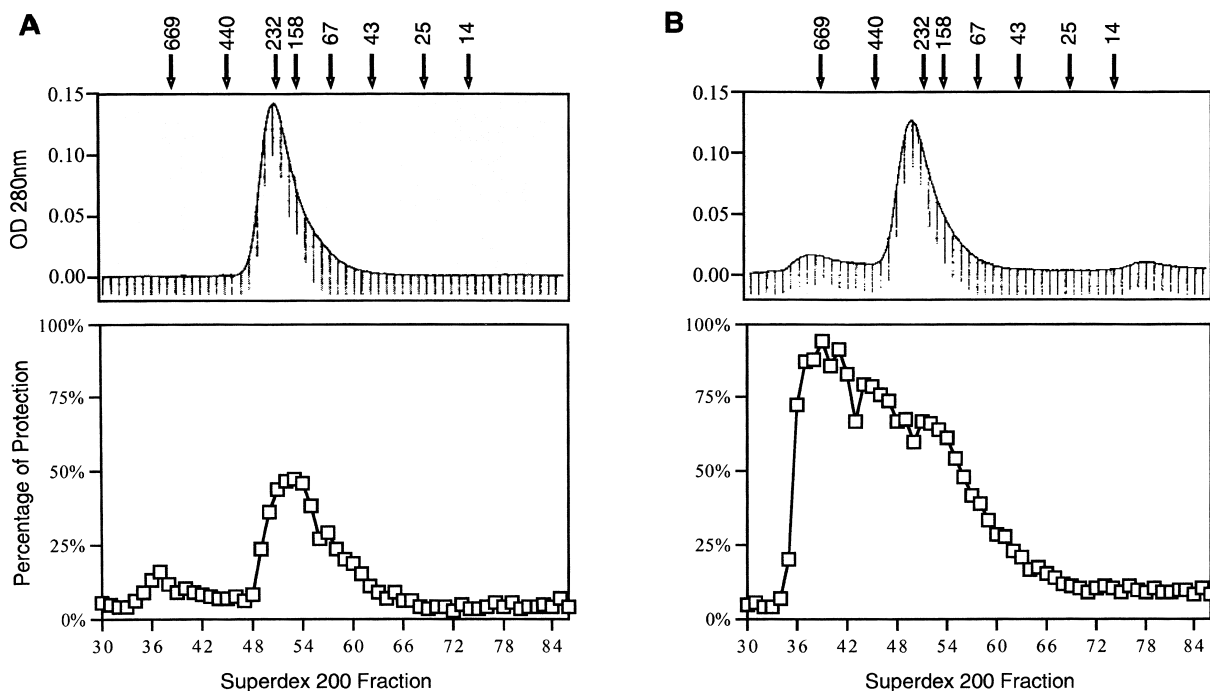 A
669 440 232 158 67 43 25 14
0.15
0.10
0.05
0.00
OD 280nm
100%
75%
50%
25%
0%
Percentage of Protection
30 36 42 48 54 60 66 72 78 84
Superdex 200 Fraction
B
669 440 232 158 67 43 25 14
0.15
0.10
0.05
0.00
100%
75%
50%
25%
0%
30 36 42 48 54 60 66 72 78 84
Superdex 200 Fraction